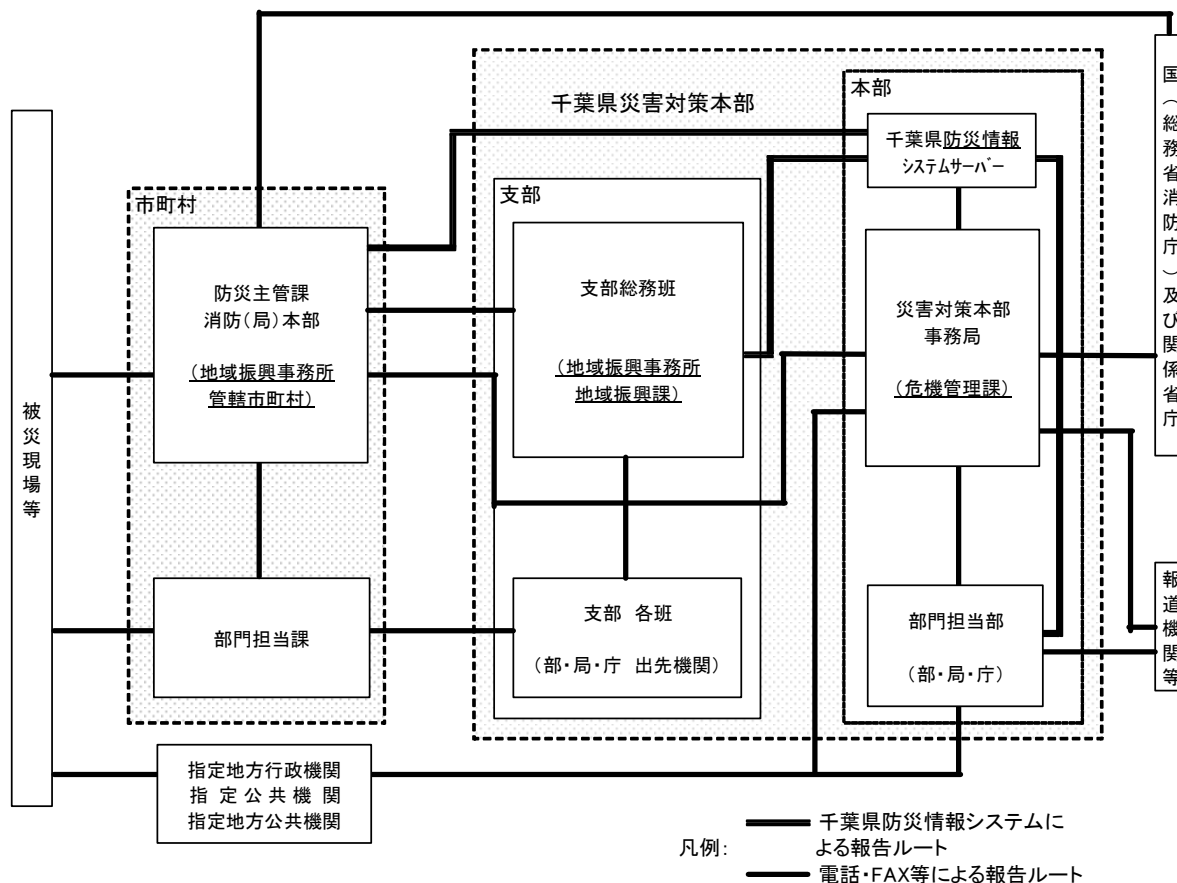 千葉県災害対策本部
本部
千葉県防災情報
システムサーバー
市町村
支部
防災主管課
消防(局)本部
(地域振興事務所
管轄市町村)
支部総務班
(地域振興事務所
地域振興課)
災害対策本部
事務局
(危機管理課)
国(総務省消防庁)及び関係省庁
被災現場等
部門担当課
支部 各班
(部・局・庁 出先機関)
部門担当部
(部・局・庁)
報道機関等
指定地方行政機関
指定公共機関
指定地方公共機関
凡例:
千葉県防災情報システムに
よる報告ルート
電話・FAX等による報告ルート